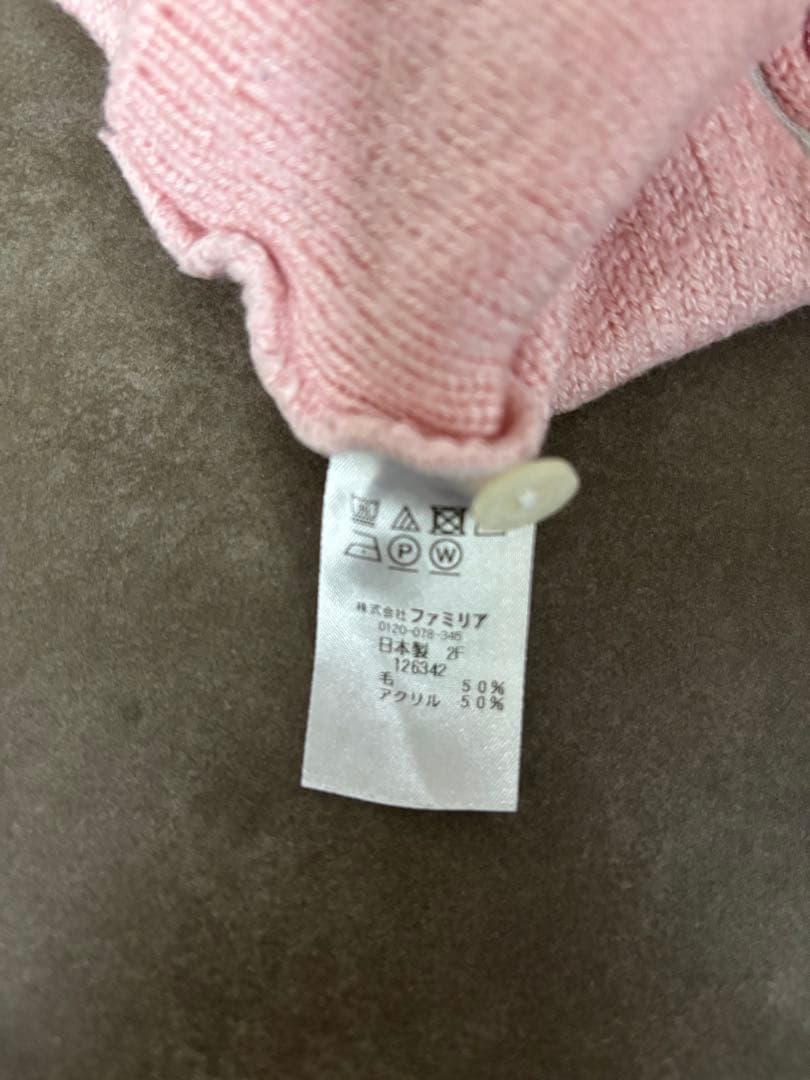 P W
株式会社ファミリア
0120-078-345
日本製 2F
126342
毛 50%
アクリル 50%